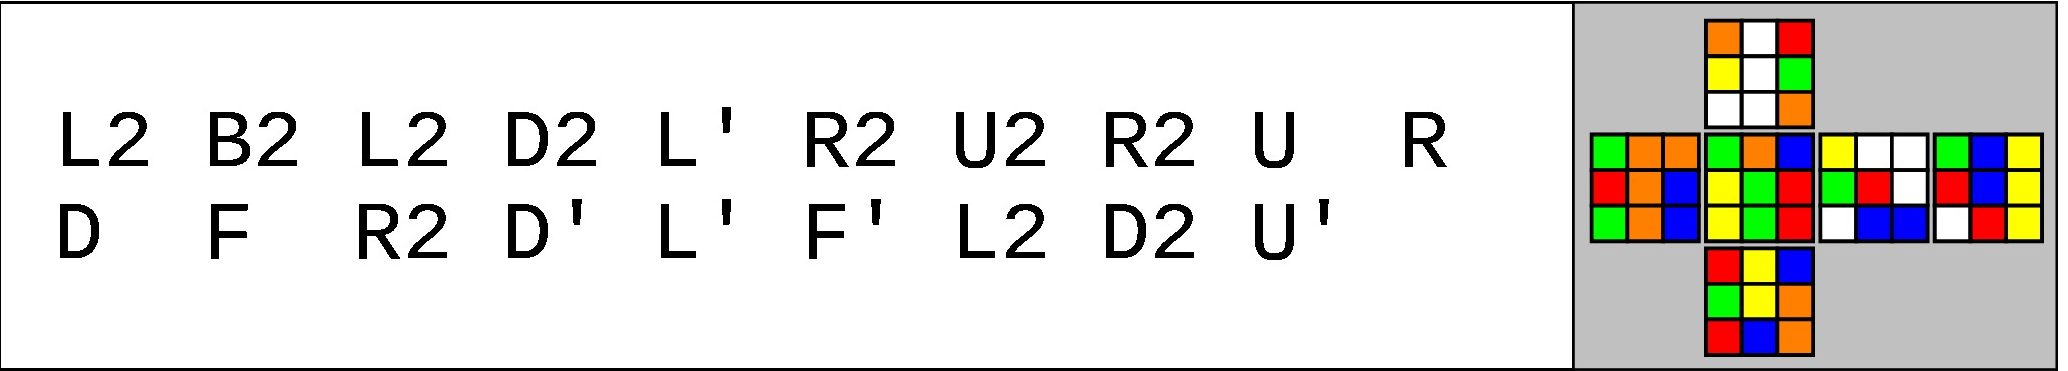 L2 B2 L2 D2 L' R2 U2 R2 U R
D F R2 D' L' F' L2 D2 U'